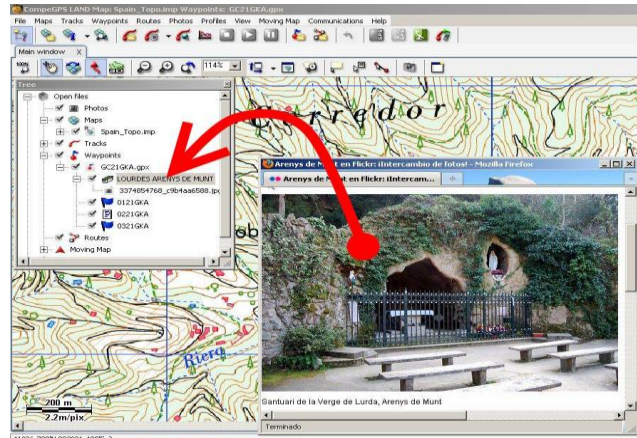 CompeGPS LAND Map: Spain_Topo.imp Waypoints: GC21GKA.gpx
File Maps Tracks Waypoints Routes Photos Profiles View Moving Map Communications Help
Main window X
100% 114%
Tree
Open files
Photos
Maps
Spain_Topo.imp
Tracks
Waypoints
GC21GKA.gpx
LOURDES ARENYS DE MUNT
3374854768_c9b4aa6588.jpg
0121GKA
P 0221GKA
0321GKA
Routes
Moving Map
Corredor
Arenys de Munt en Flickr: ¡Intercambio de fotos! - Mozilla Firefox
Arenys de Munt en Flickr: ¡Intercam...
Santuari de la Verge de Lurda, Arenys de Munt
Terminado
Riera
200 m
2.2m/pix